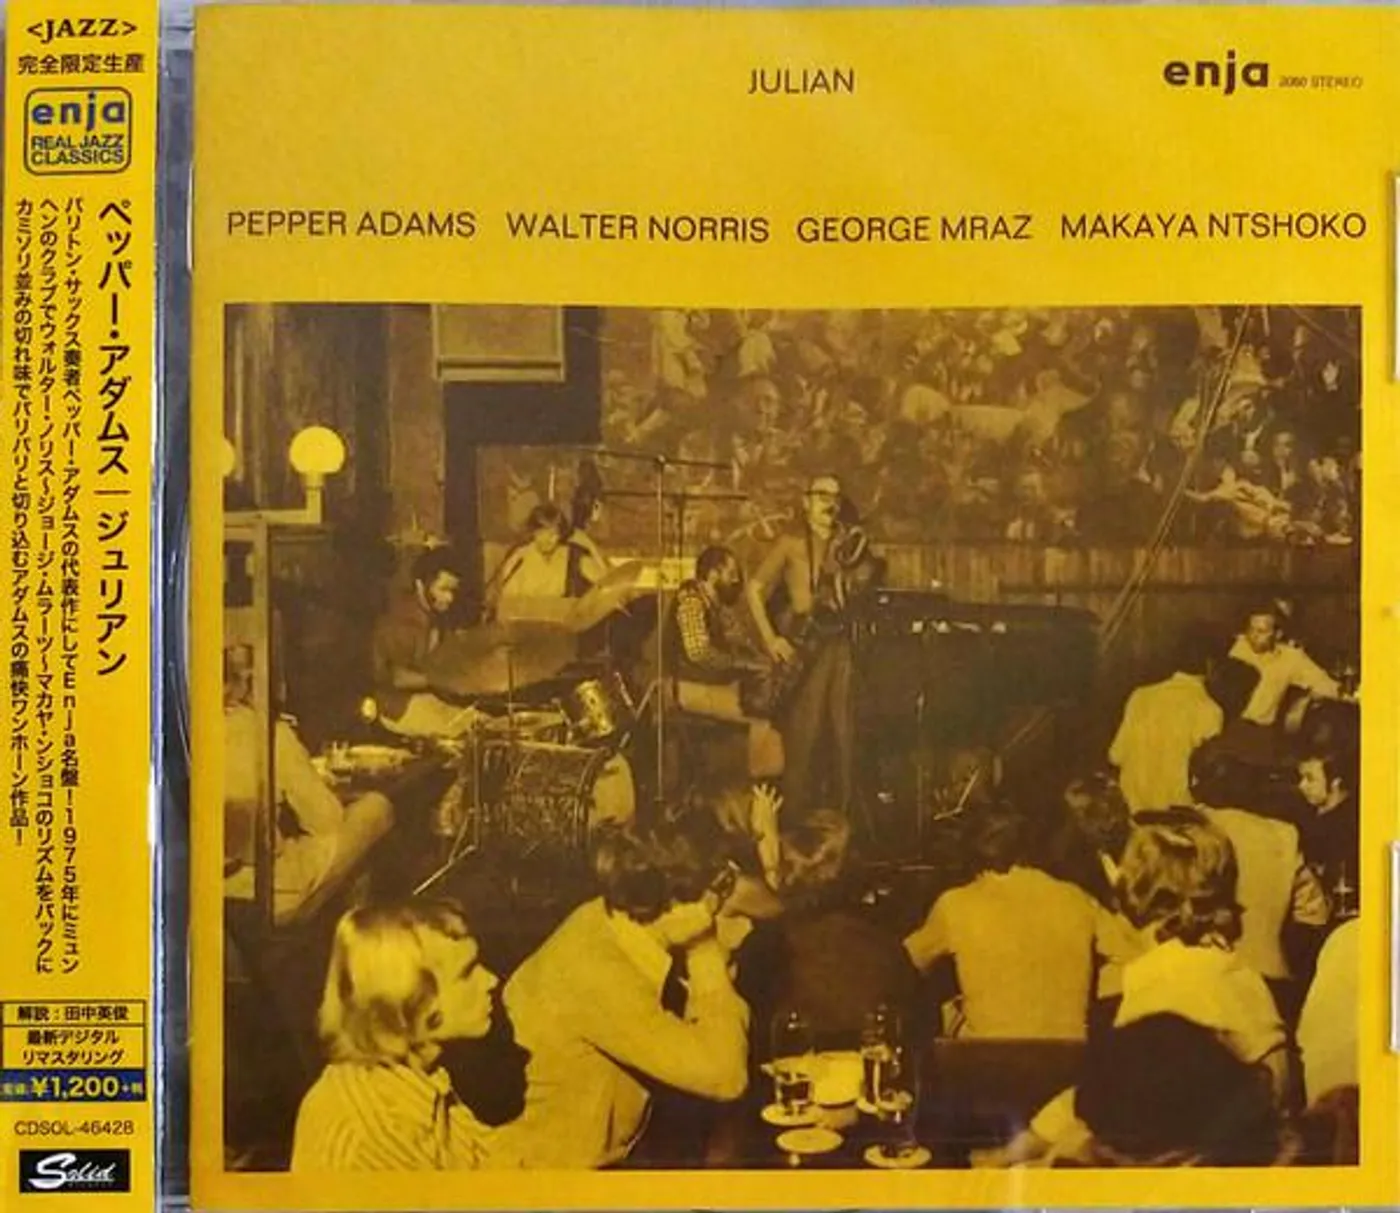 <JAZZ>
完全限定生産
enja
REAL JAZZ
CLASSICS
ペッパー・アダムス|ジュリアン
バリトン・サックス奏者ペッパー・アダムスの代表作にしてEnja名盤!1975年にミュン
ヘンのクラブでウォルター・ノリス~ジョージ・ムラーツ~マカヤ・ンショコのリズムをバックに
カミソリ並みの切れ味でバリバリと切り込むアダムスの痛快ワンホーン作品!
解説:田中英俊
最新デジタル
リマスタリング
定価 ¥1,200+税
CDSOL-46428
Solid
RECORDS
JULIAN
enja 2060 STEREO
PEPPER ADAMS WALTER NORRIS GEORGE MRAZ MAKAYA NTSHOKO